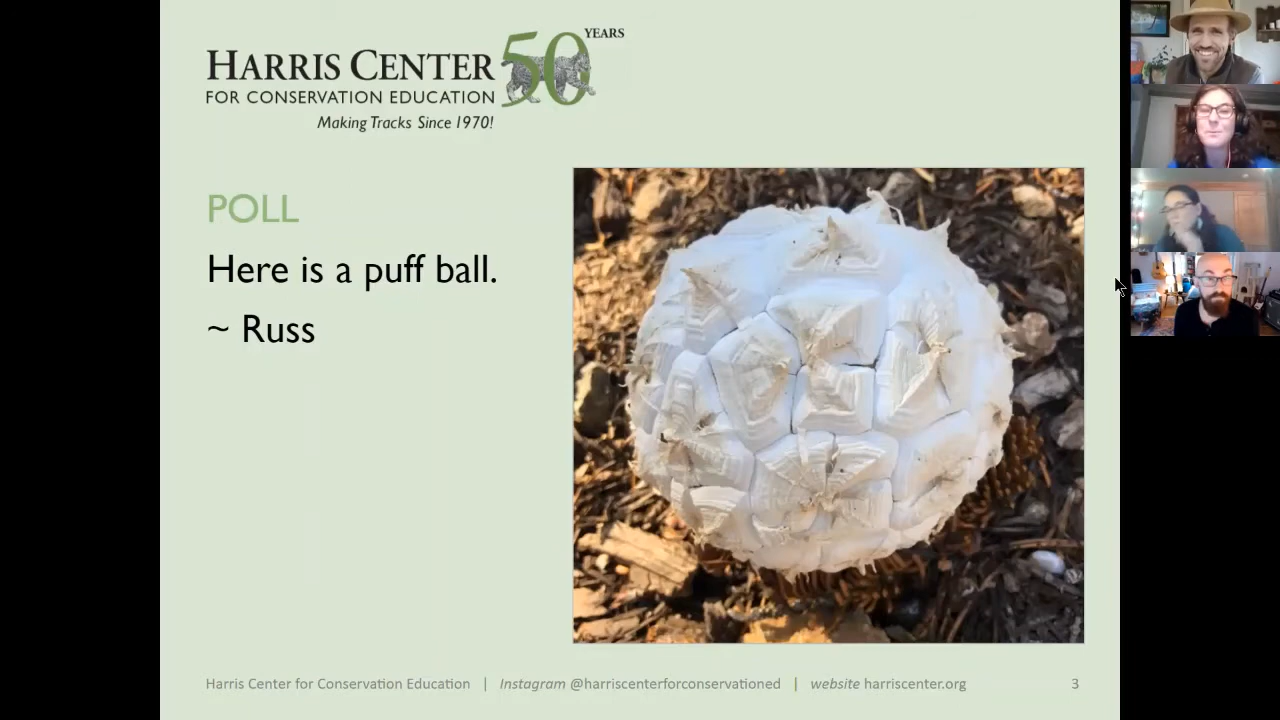 HARRIS CENTER 50 YEARS
FOR CONSERVATION EDUCATION
Making Tracks Since 1970!
POLL
Here is a puff ball.
~ Russ
Harris Center for Conservation Education | Instagram @harriscenterforconservationed | website harriscenter.org 3